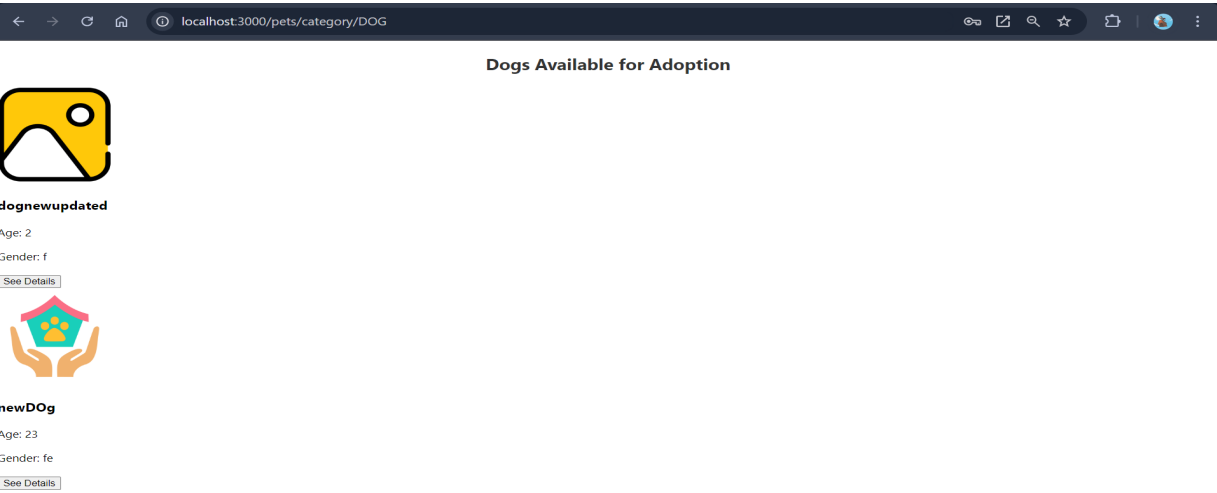 localhost:3000/pets/category/DOG
Dogs Available for Adoption
dognewupdated
Age: 2
Gender: f
See Details
newDOg
Age: 23
Gender: fe
See Details